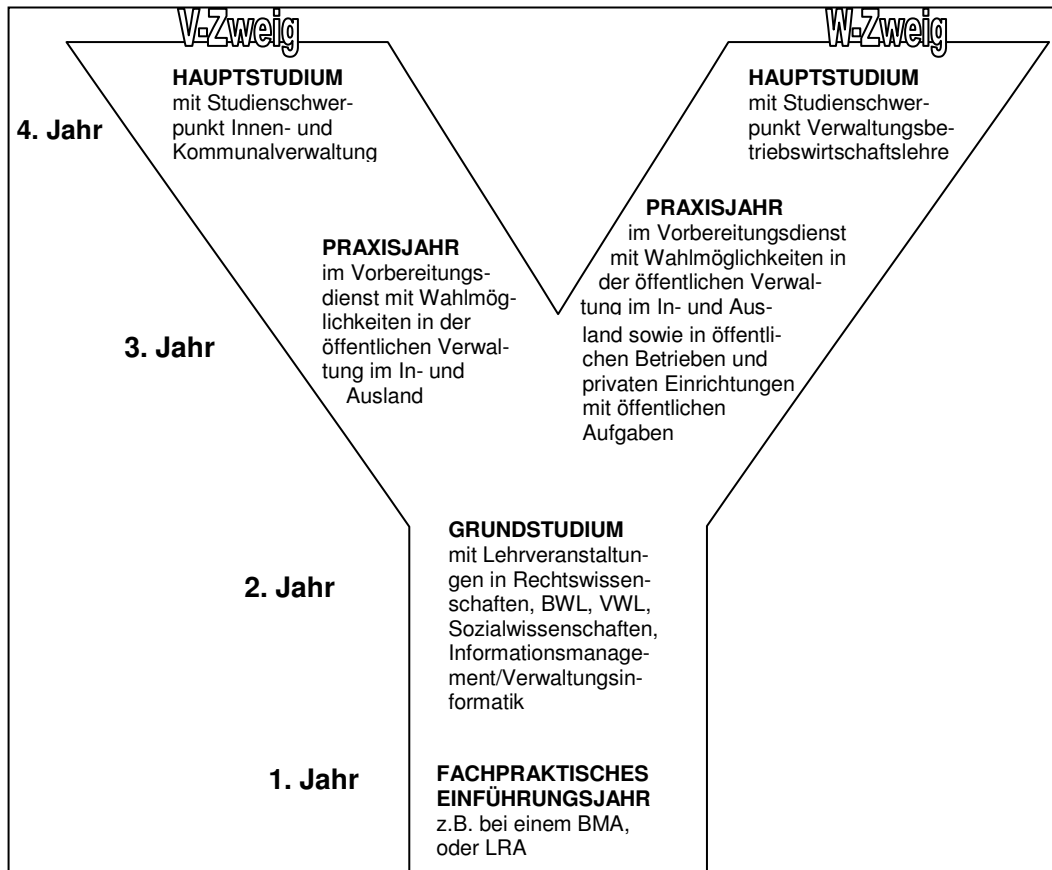 V-Zweig
W-Zweig
4. Jahr
HAUPTSTUDIUM
mit Studienschwer-
punkt Innen- und
Kommunalverwaltung
HAUPTSTUDIUM
mit Studienschwer-
punkt Verwaltungsbe-
triebswirtschaftslehre
3. Jahr
PRAXISJAHR
im Vorbereitungs-
dienst mit Wahlmög-
lichkeiten in der
öffentlichen Verwal-
tung im In- und
Ausland
PRAXISJAHR
im Vorbereitungsdienst
mit Wahlmöglichkeiten in
der öffentlichen Verwal-
tung im In- und Aus-
land sowie in öffentli-
chen Betrieben und
privaten Einrichtungen
mit öffentlichen
Aufgaben
2. Jahr
GRUNDSTUDIUM
mit Lehrveranstaltun-
gen in Rechtswissen-
schaften, BWL, VWL,
Sozialwissenschaften,
Informationsmanage-
ment/Verwaltungsin-
formatik
1. Jahr
FACHPRAKTISCHES
EINFÜHRUNGSJAHR
z.B. bei einem BMA,
oder LRA